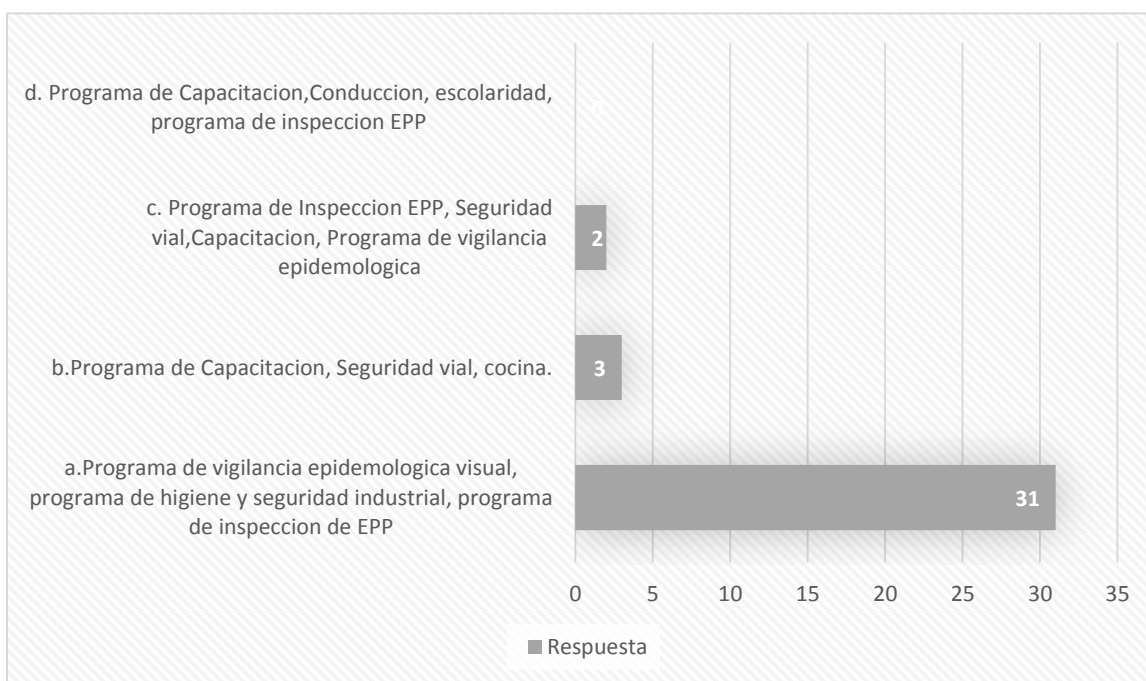 d. Programa de Capacitacion,Conduccion, escolaridad,
programa de inspeccion EPP
0
c. Programa de Inspeccion EPP, Seguridad
vial,Capacitacion, Programa de vigilancia
epidemologica
2
b.Programa de Capacitacion, Seguridad vial, cocina.
3
a.Programa de vigilancia epidemologica visual,
programa de higiene y seguridad industrial, programa
de inspeccion de EPP
31
0 5 10 15 20 25 30 35
Respuesta